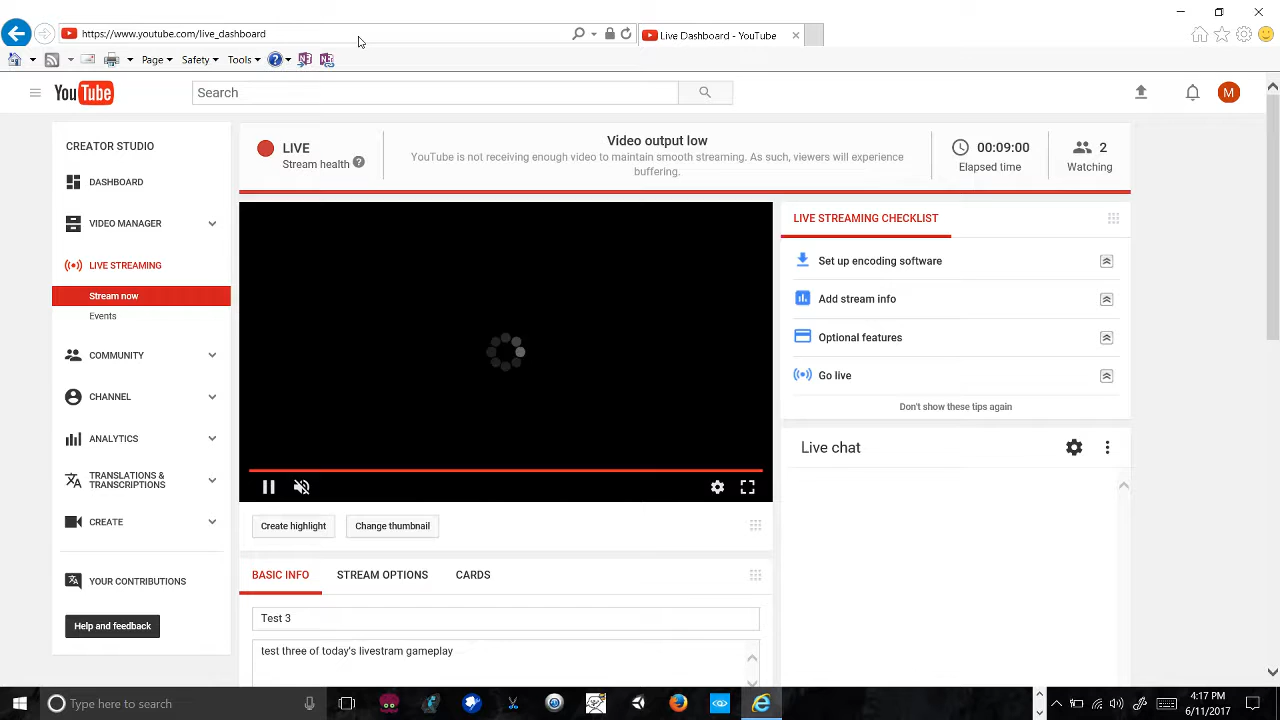 https://www.youtube.com/live_dashboard
Live Dashboard - YouTube
Page
Safety
Tools
YouTube
Search
M
CREATOR STUDIO
DASHBOARD
VIDEO MANAGER
LIVE STREAMING
Stream now
Events
COMMUNITY
CHANNEL
ANALYTICS
TRANSLATIONS &
TRANSCRIPTIONS
CREATE
YOUR CONTRIBUTIONS
Help and feedback
LIVE
Stream health
Video output low
YouTube is not receiving enough video to maintain smooth streaming. As such, viewers will experience
buffering.
00:09:00
Elapsed time
2
Watching
LIVE STREAMING CHECKLIST
Set up encoding software
Add stream info
Optional features
Go live
Don't show these tips again
Live chat
Create highlight
Change thumbnail
BASIC INFO
STREAM OPTIONS
CARDS
Test 3
test three of today's livestram gameplay
Type here to search
4:17 PM
6/11/2017